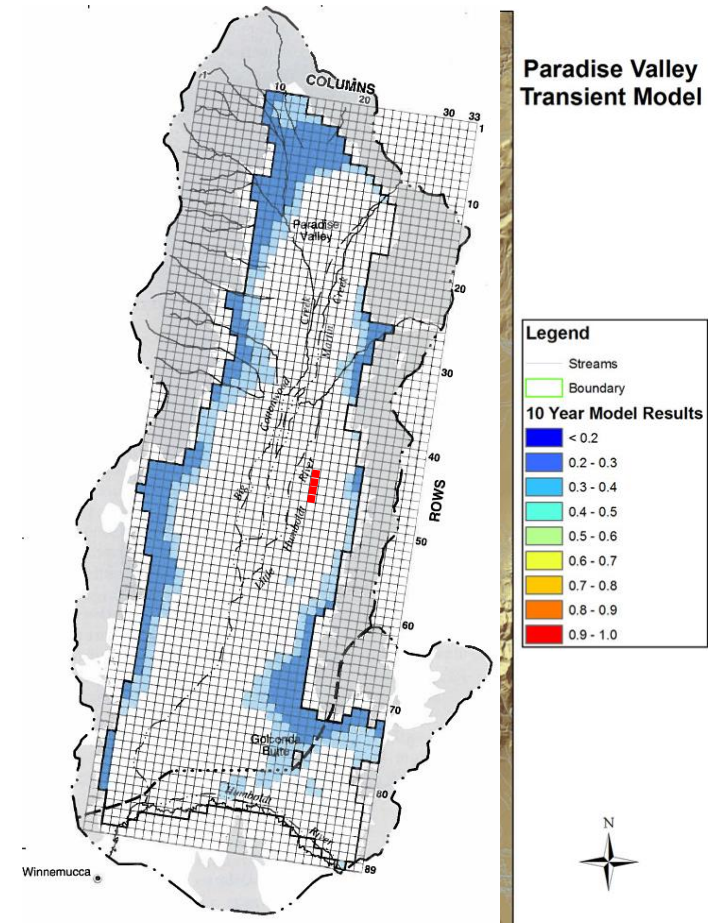 Paradise Valley
Transient Model
COLUMNS
1
10
20
30
33
1
10
20
30
40
50
60
70
80
89
ROWS
Paradise
Valley
Creek
Martin
Creek
Cottonwood
Big
River
Humboldt
Little
Golconda
Butte
Humboldt
River
Winnemucca
Legend
Streams
Boundary
10 Year Model Results
< 0.2
0.2 - 0.3
0.3 - 0.4
0.4 - 0.5
0.5 - 0.6
0.6 - 0.7
0.7 - 0.8
0.8 - 0.9
0.9 - 1.0
N